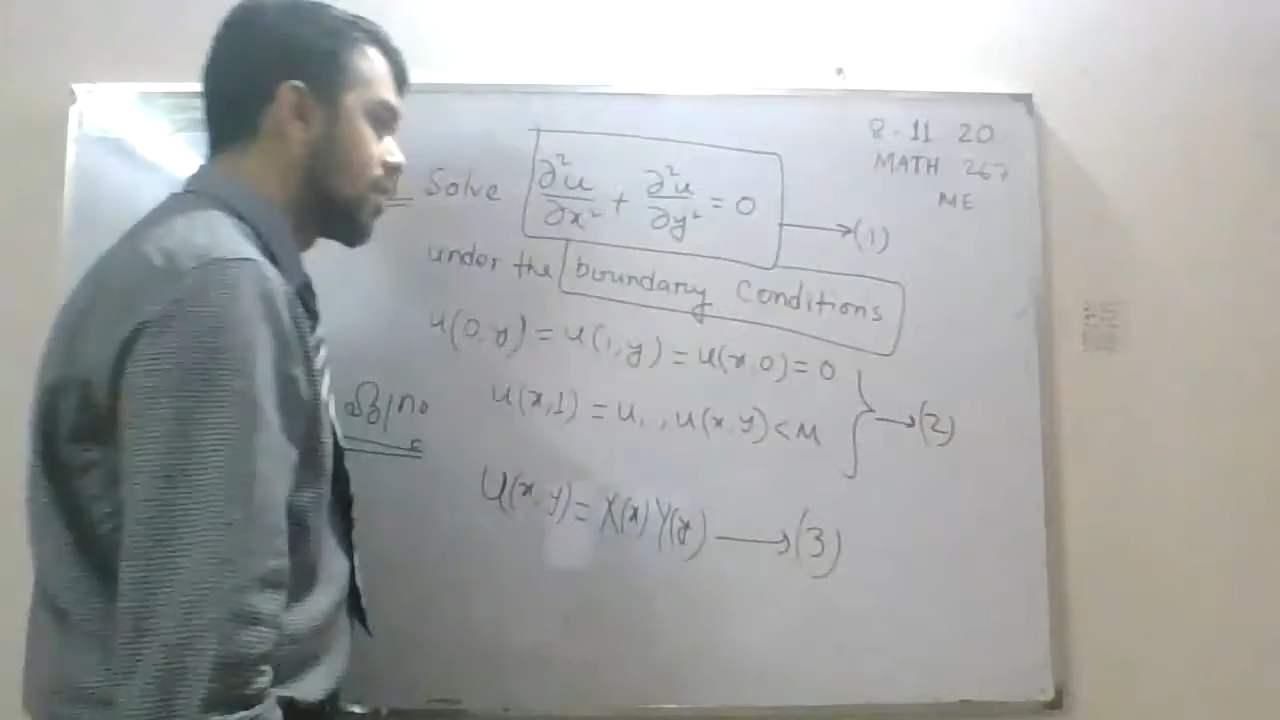 8.11 20
MATH 267
ME
Solve ∂²u/∂x² + ∂²u/∂y² = 0 →(1)
under the boundary Conditions
u(0,y) = u(1,y) = u(x,0) = 0
u(x,1) = u₁, u(x,y) < M →(2)
U(x,y) = X(x) Y(y) →(3)